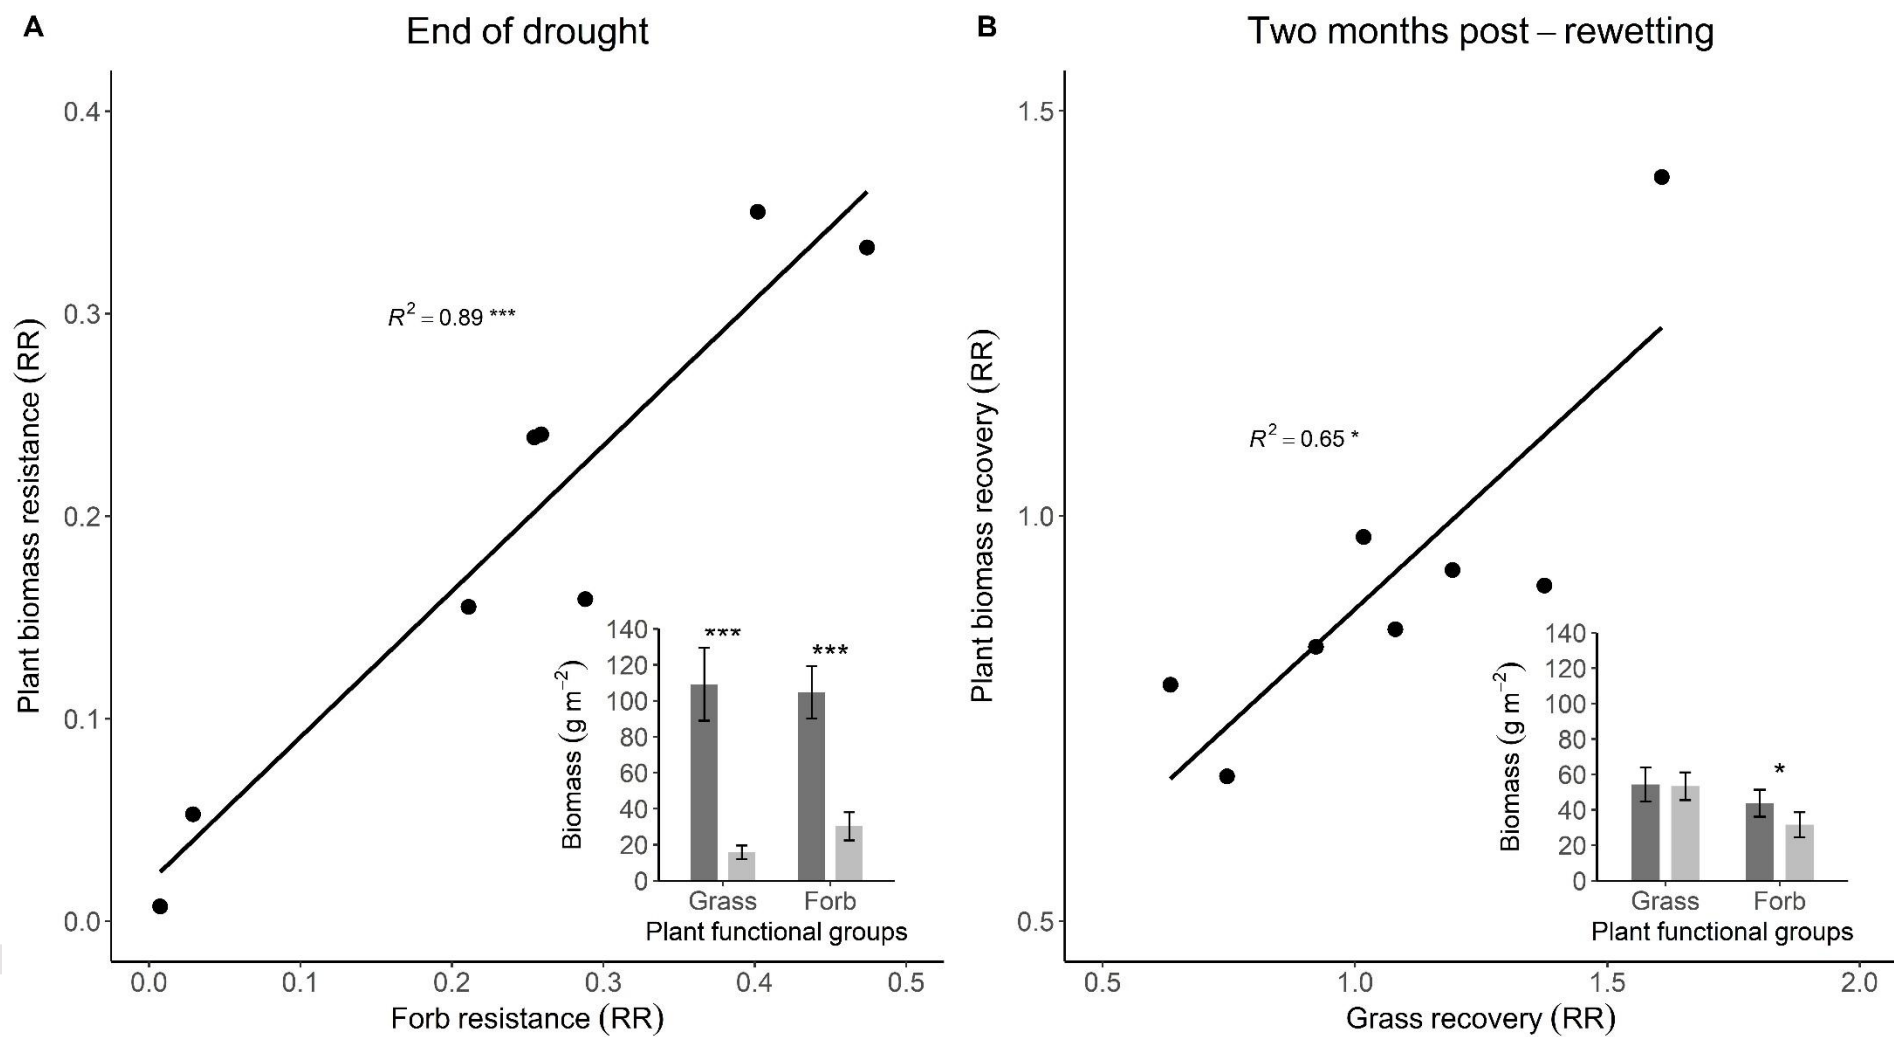 A
End of drought
0.4
0.3
0.2
0.1
0.0
Plant biomass resistance (RR)
R² = 0.89 ***
0.0 0.1 0.2 0.3 0.4 0.5
Forb resistance (RR)
140
120
100
80
60
40
20
0
Biomass (g m⁻²)
***
***
Grass Forb
Plant functional groups
B
Two months post – rewetting
1.5
1.0
0.5
Plant biomass recovery (RR)
R² = 0.65 *
0.5 1.0 1.5 2.0
Grass recovery (RR)
140
120
100
80
60
40
20
0
Biomass (g m⁻²)
*
Grass Forb
Plant functional groups